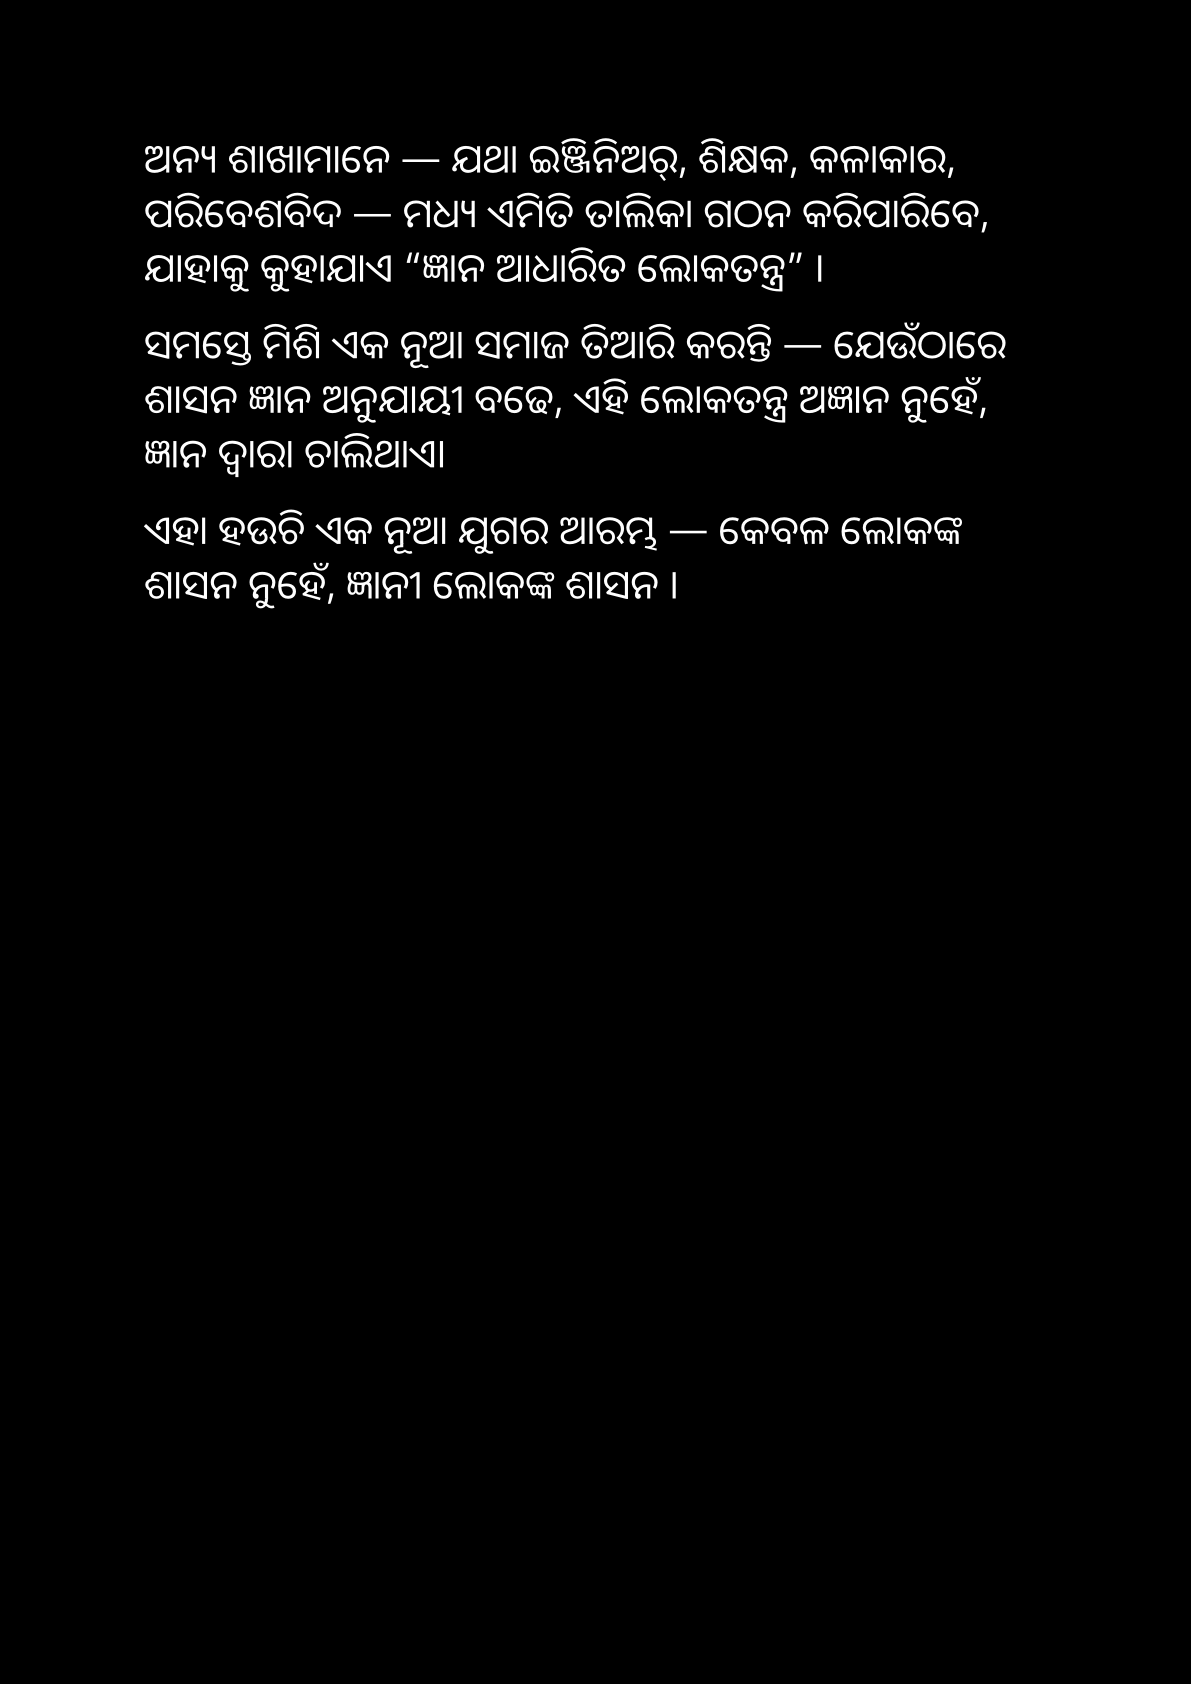 ଅନ୍ୟ ଶାଖାମାନେ — ଯଥା ଇଞ୍ଜିନିଅର୍, ଶିକ୍ଷକ, କଳାକାର,
ପରିବେଶବିଦ — ମଧ୍ୟ ଏମିତି ତାଲିକା ଗଠନ କରିପାରିବେ,
ଯାହାକୁ କୁହାଯାଏ “ଜ୍ଞାନ ଆଧାରିତ ଲୋକତନ୍ତ୍ର” ।
ସମସ୍ତେ ମିଶି ଏକ ନୂଆ ସମାଜ ତିଆରି କରନ୍ତି — ଯେଉଁଠାରେ
ଶାସନ ଜ୍ଞାନ ଅନୁଯାୟୀ ବଢେ, ଏହି ଲୋକତନ୍ତ୍ର ଅଜ୍ଞାନ ନୁହେଁ,
ଜ୍ଞାନ ଦ୍ୱାରା ଚାଲିଥାଏ।
ଏହା ହଉଚି ଏକ ନୂଆ ଯୁଗର ଆରମ୍ଭ — କେବଳ ଲୋକଙ୍କ
ଶାସନ ନୁହେଁ, ଜ୍ଞାନୀ ଲୋକଙ୍କ ଶାସନ ।